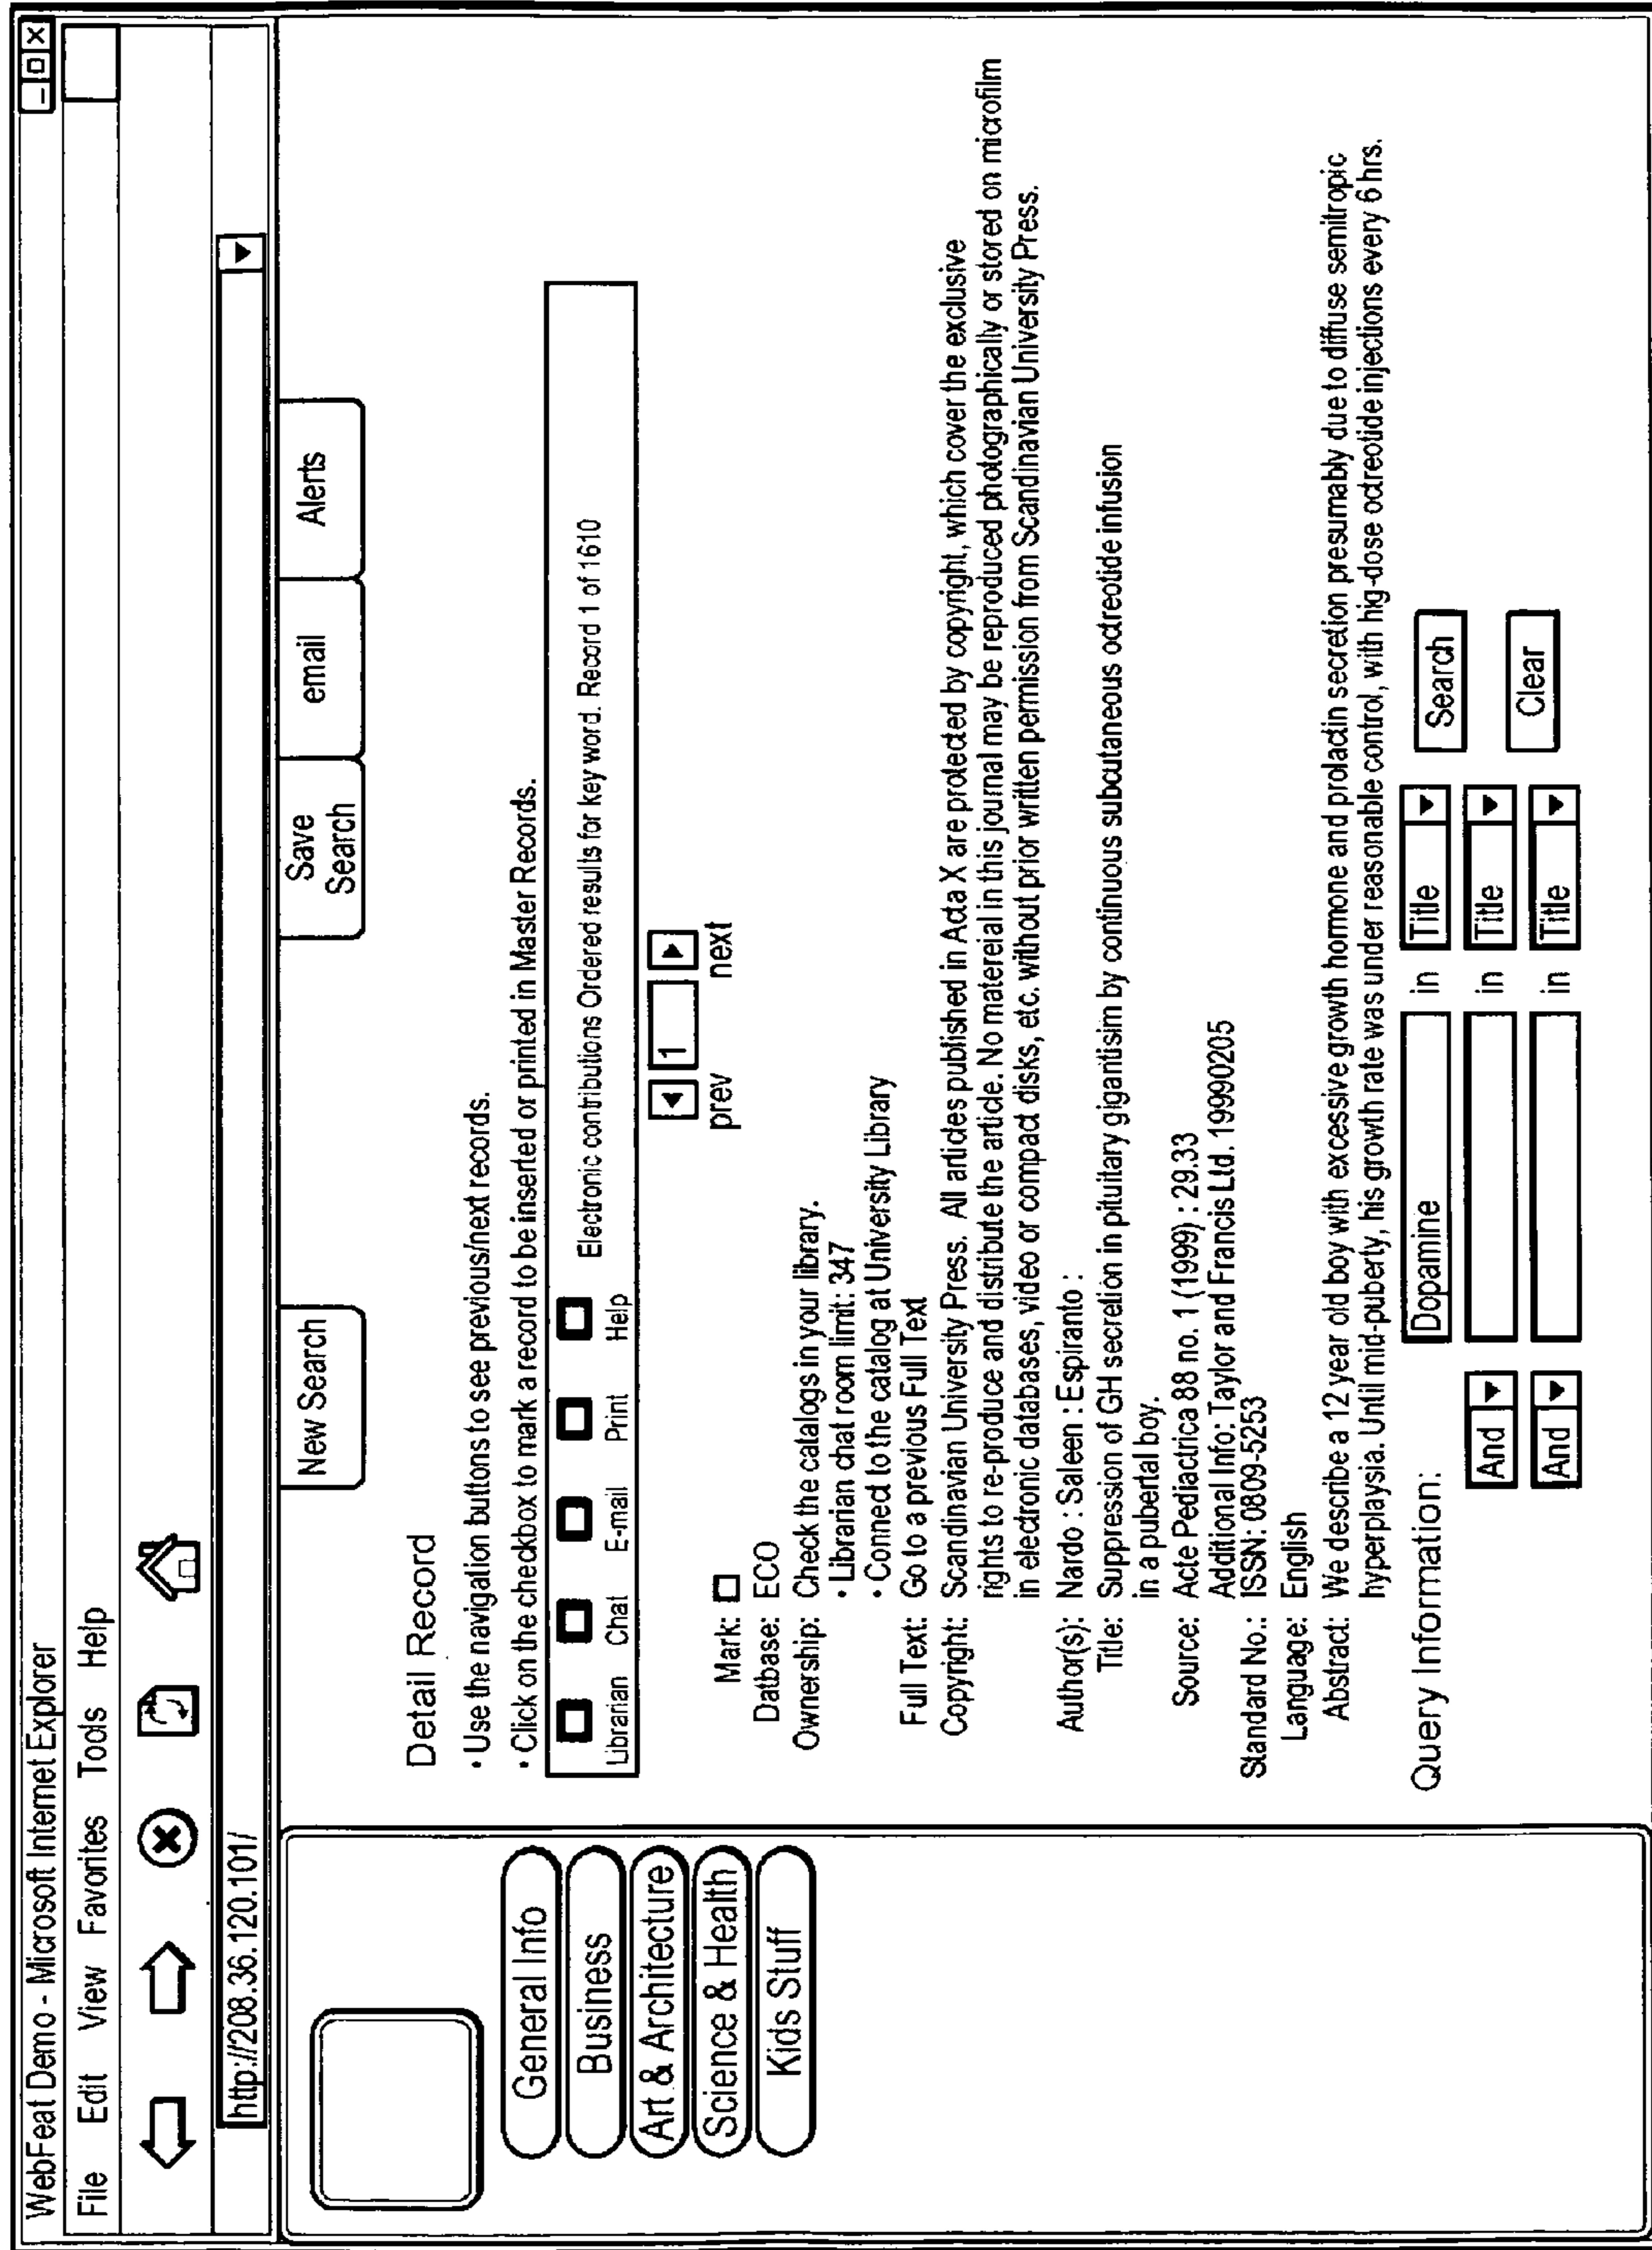 WebFeat Demo - Microsoft Internet Explorer
File Edit View Favorites Tools Help
http://208.36.120.101/
New Search
Save
Search
email
Alerts
General Info
Business
Art & Architecture
Science & Health
Kids Stuff
Detail Record
• Use the navigation buttons to see previous/next records.
• Click on the checkbox to mark a record to be inserted or printed in Master Records.
Electronic contributions Ordered results for key word. Record 1 of 1610
Librarian Chat E-mail Print Help
1
prev next
Mark:
Datbase: ECO
Ownership: Check the catalogs in your library.
• Librarian chat room limit: 347
• Conned to the catalog at University Library
Full Text: Go to a previous Full Text
Copyright: Scandinavian University Press. All articles published in Acta X are protected by copyright, which cover the exclusive
rights to re-produce and distribute the article. No matereial in this journal may be reproduced photographically or stored on microfilm
in electronic databases, video or compact disks, etc. without prior written permission from Scandinavian University Press.
Author(s): Nardo : Saleen : Espiranto :
Title: Suppression of GH secretion in pituitary gigantisim by continuous subcutaneous octreotide infusion
in a pubertal boy.
Source: Acte Pediactrica 88 no. 1 (1999) : 29.33
Additional Info: Taylor and Francis Ltd. 19990205
Standard No.: ISSN: 0809-5253
Language: English
Abstract: We describe a 12 year old boy with excessive growth homone and prolactin secretion presumably due to diffuse semitropic
hyperplaysia. Until mid-puberty, his growth rate was under reasonable control, with hig-dose octreotide injections every 6 hrs.
Query Information:
Dopamine in Title Search
And in Title
And in Title Clear